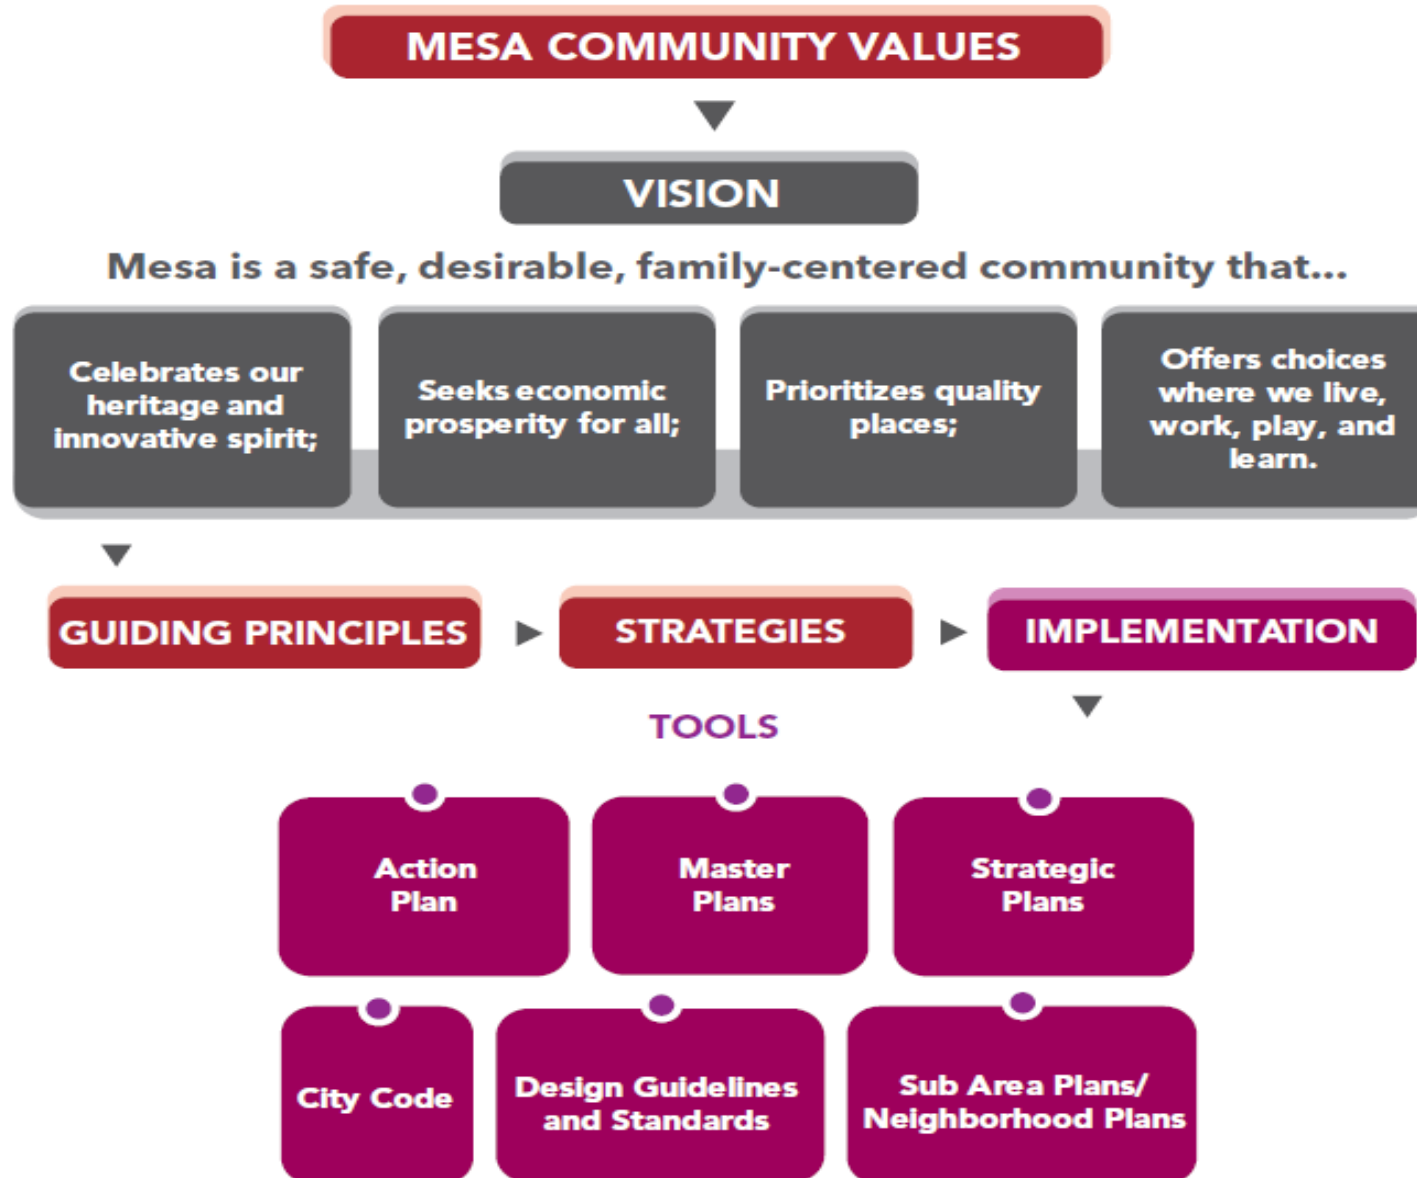 MESA COMMUNITY VALUES
VISION
Mesa is a safe, desirable, family-centered community that...
Celebrates our
heritage and
innovative spirit;
Seeks economic
prosperity for all;
Prioritizes quality
places;
Offers choices
where we live,
work, play, and
learn.
GUIDING PRINCIPLES
STRATEGIES
IMPLEMENTATION
TOOLS
Action
Plan
Master
Plans
Strategic
Plans
City Code
Design Guidelines
and Standards
Sub Area Plans/
Neighborhood Plans